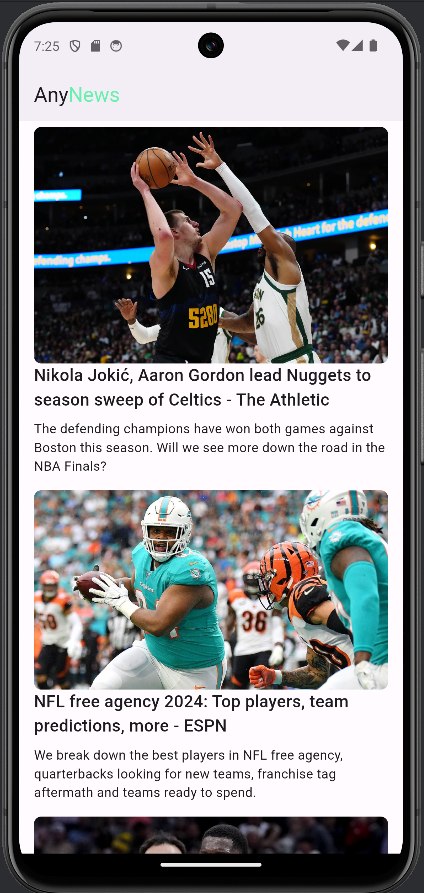 7:25
AnyNews
defending champs.
stop Heart for the defen
15
5280
Nikola Jokić, Aaron Gordon lead Nuggets to
season sweep of Celtics - The Athletic
The defending champions have won both games against
Boston this season. Will we see more down the road in the
NBA Finals?
36
NFL free agency 2024: Top players, team
predictions, more - ESPN
We break down the best players in NFL free agency,
quarterbacks looking for new teams, franchise tag
aftermath and teams ready to spend.